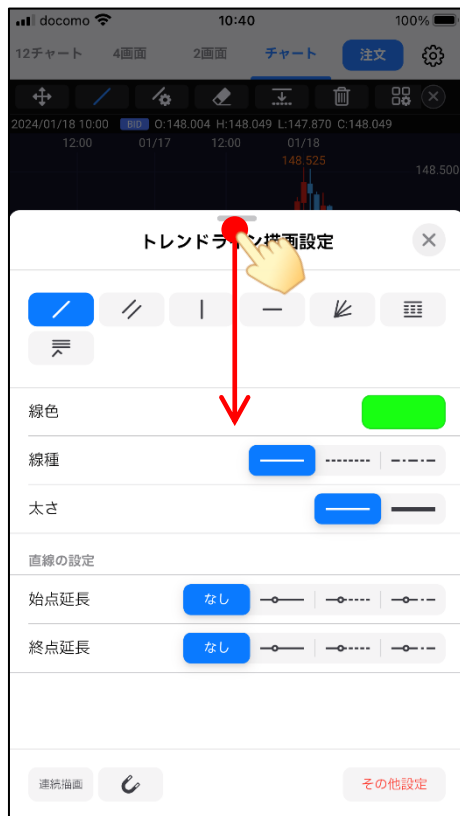 docomo 10:40 100%
12チャート 4画面 2画面 チャート 注文
2024/01/18 10:00 BID O:148.004 H:148.049 L:147.870 C:148.049
12:00 01/17 12:00 01/18
148.525
148.500
トレンドライン描画設定
線色
線種
太さ
直線の設定
始点延長 なし
終点延長 なし
連続描画 その他設定